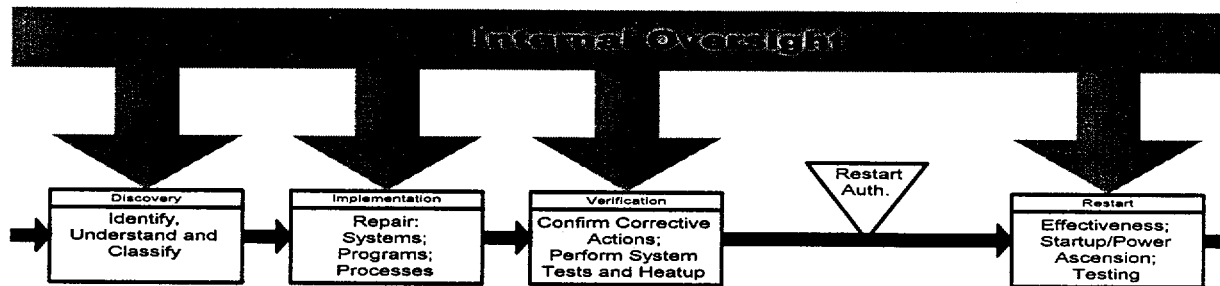 Internal Oversight
Discovery
Identify,
Understand and
Classify
Implementation
Repair:
Systems;
Programs;
Processes
Verification
Confirm Corrective
Actions;
Perform System
Tests and Heatup
Restart
Auth.
Restart
Effectiveness;
Startup/Power
Ascension;
Testing